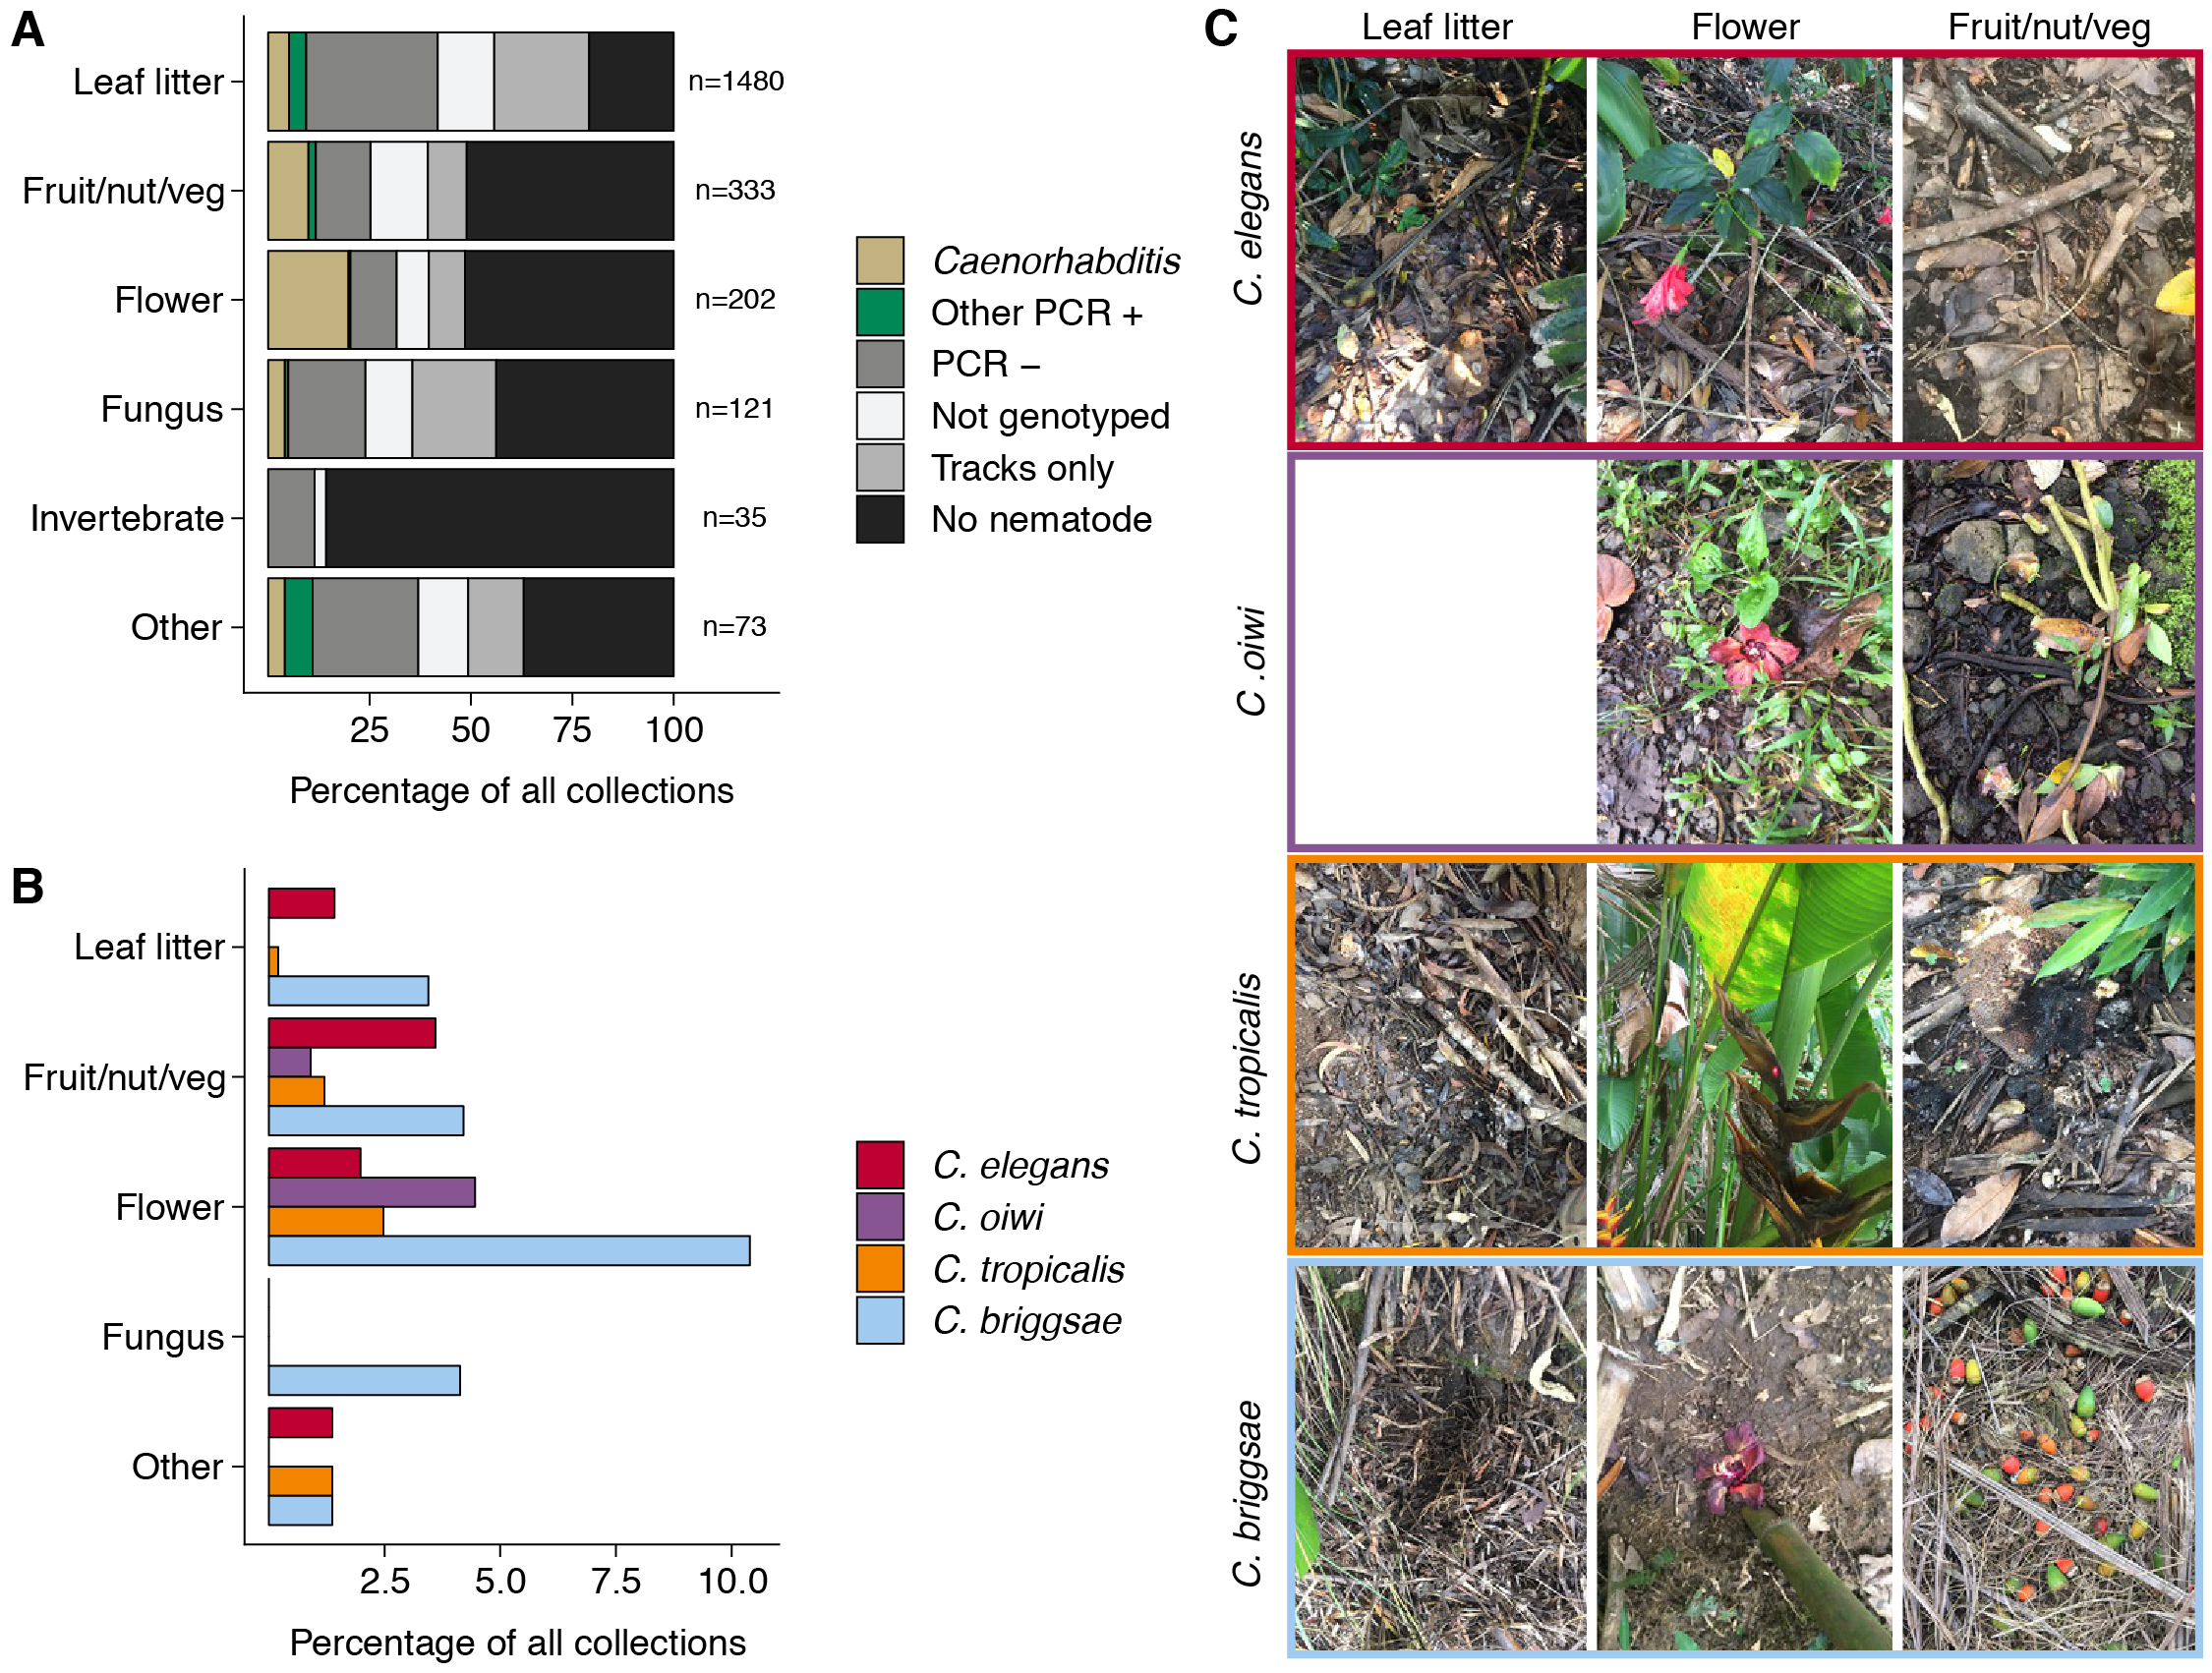 A
Leaf litter
n=1480
Fruit/nut/veg
n=333
Flower
n=202
Fungus
n=121
Invertebrate
n=35
Other
n=73
25 50 75 100
Percentage of all collections
Caenorhabditis
Other PCR +
PCR −
Not genotyped
Tracks only
No nematode
B
Leaf litter
Fruit/nut/veg
Flower
Fungus
Other
2.5 5.0 7.5 10.0
Percentage of all collections
C. elegans
C. oiwi
C. tropicalis
C. briggsae
C
Leaf litter Flower Fruit/nut/veg
C. elegans
C .oiwi
C. tropicalis
C. briggsae